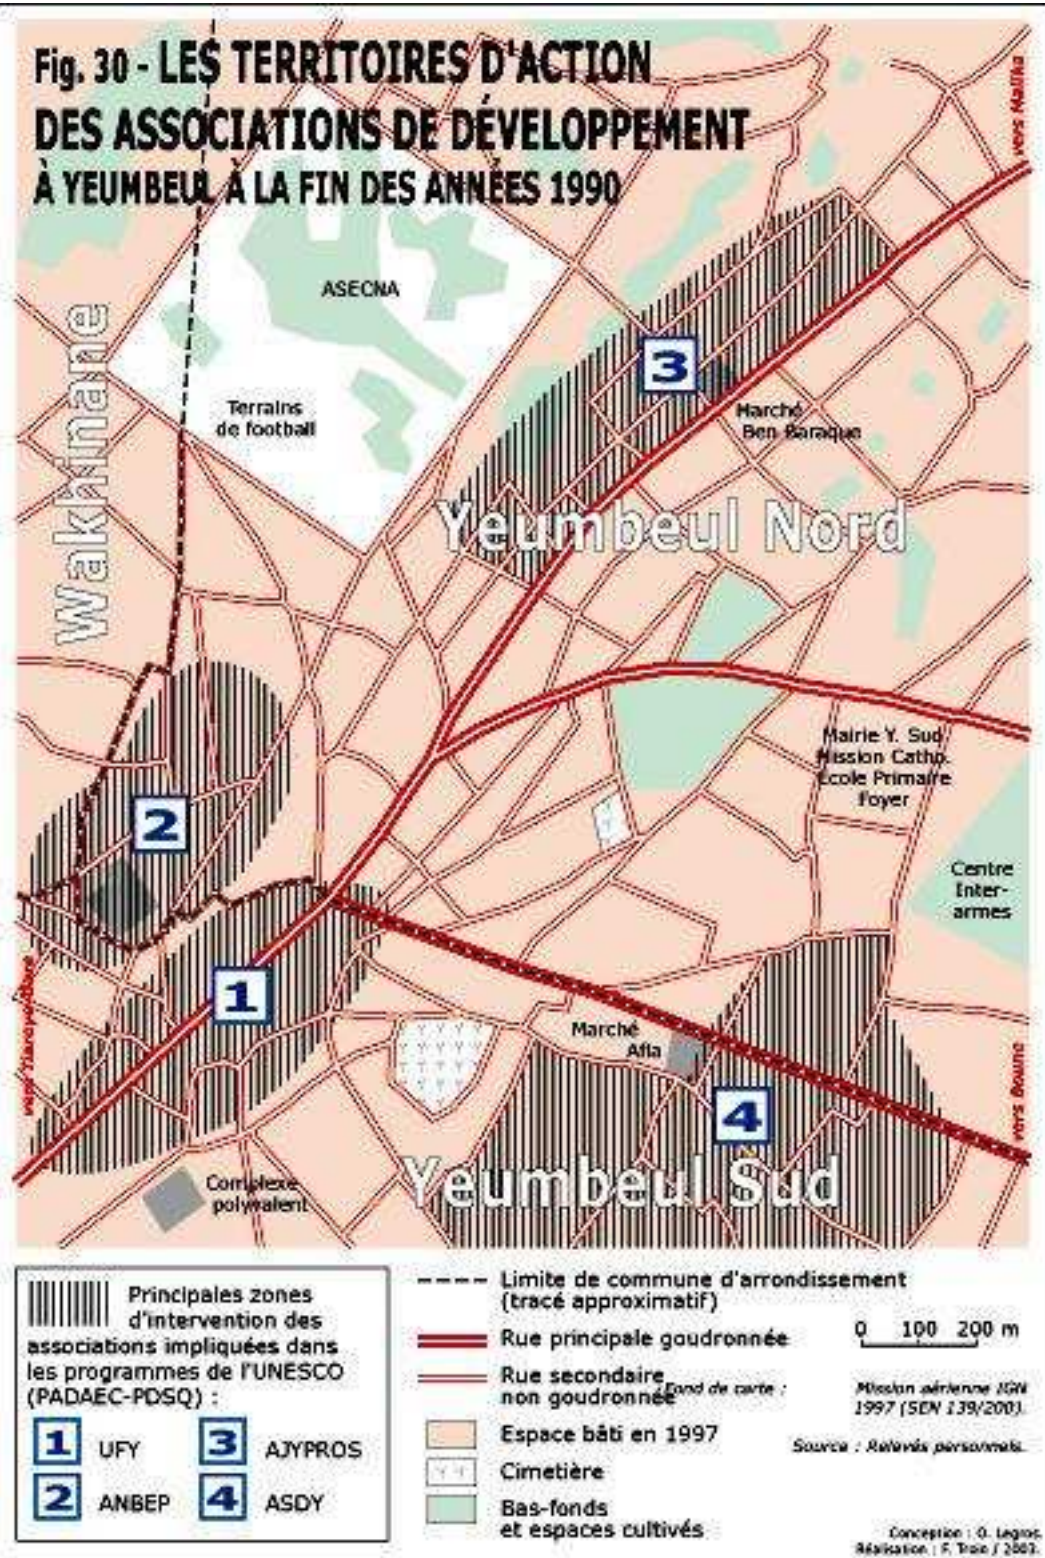 Fig. 30 - LES TERRITOIRES D'ACTION
DES ASSOCIATIONS DE DÉVELOPPEMENT
À YEUMBEUL À LA FIN DES ANNÉES 1990
vers Malika
ASECNA
Wakhinane
Terrains
de football
3
Marché
Ben Baraque
Yeumbeul Nord
Mairie Y. Sud
Mission Catho.
Ecole Primaire
Foyer
2
Centre
Inter-
armes
1
vers
Marché
Afia
4
vers Boune
Yeumbeul Sud
Complexe
polyvalent
Principales zones
d'intervention des
associations impliquées dans
les programmes de l'UNESCO
(PADAEC-PDSQ) :
1 UFY
3 AJYPROS
2 ANBEP
4 ASDY
Limite de commune d'arrondissement
(tracé approximatif)
Rue principale goudronnée
Rue secondaire
non goudronnée
Espace bâti en 1997
Cimetière
Bas-fonds
et espaces cultivés
0 100 200 m
Fond de carte :
Mission aérienne IGN
1997 (SEN 139/200).
Source : Relevés personnels.
Conception : O. Legros.
Réalisation : F. Troin / 2003.